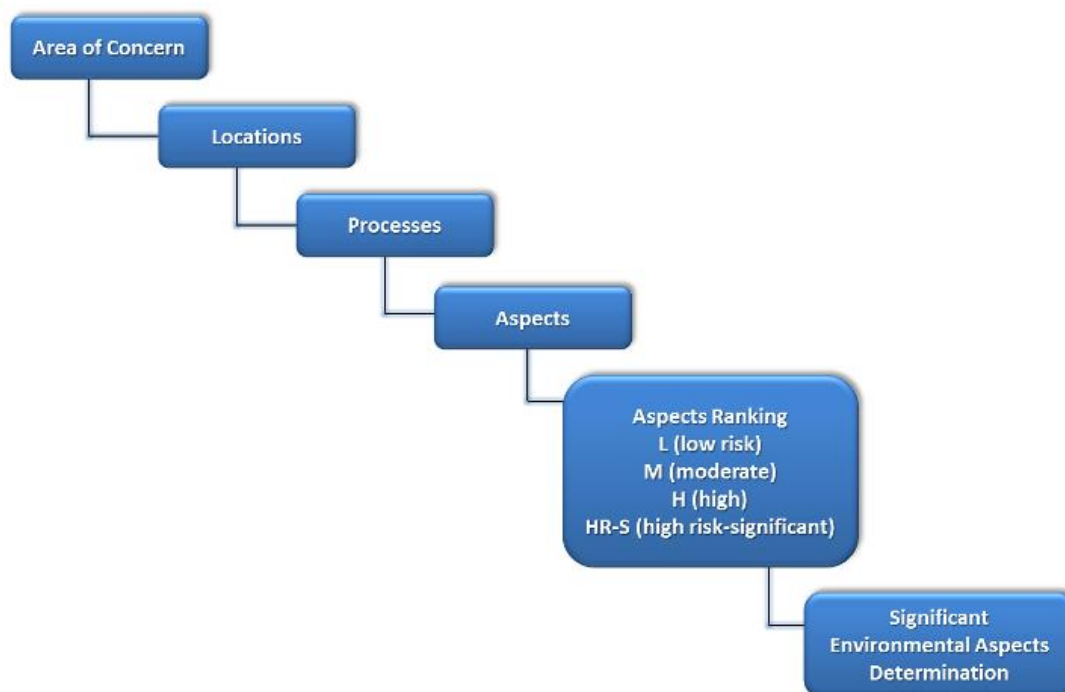 Area of Concern
Locations
Processes
Aspects
Aspects Ranking
L (low risk)
M (moderate)
H (high)
HR-S (high risk-significant)
Significant
Environmental Aspects
Determination